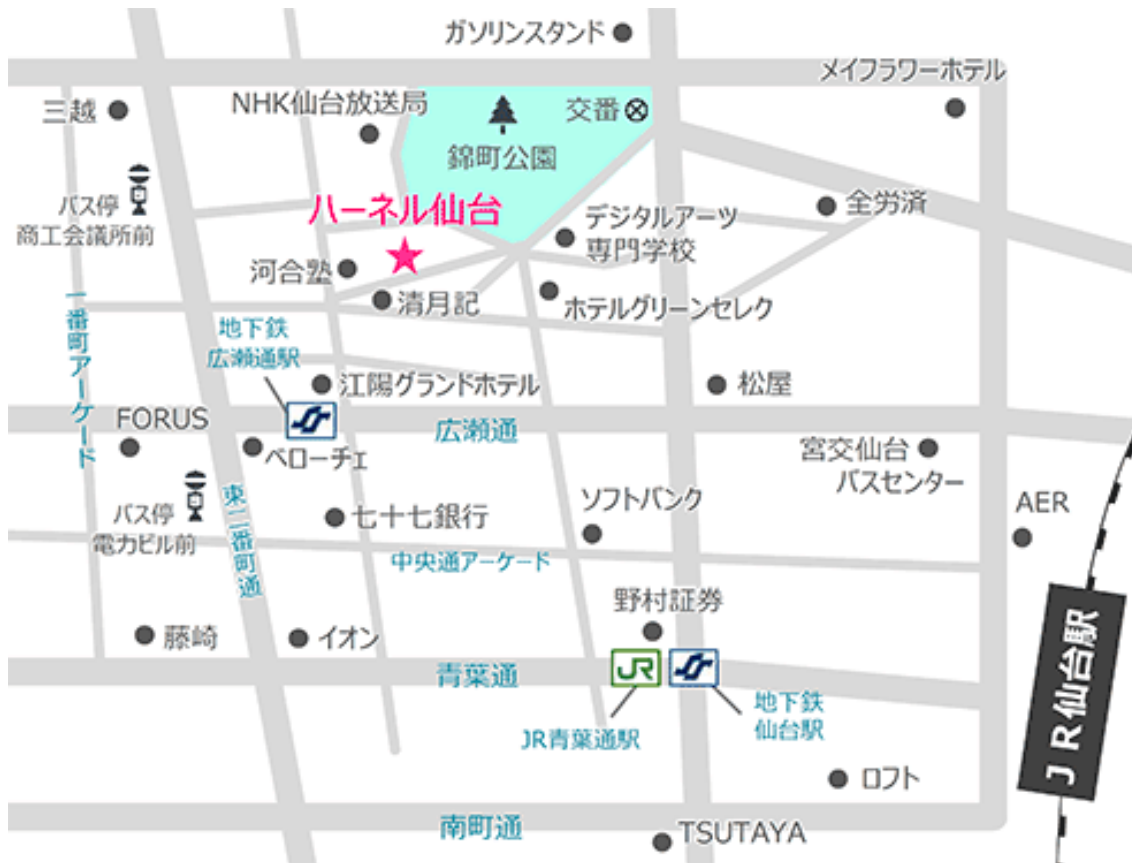 ガソリンスタンド
メイフラワーホテル
三越
NHK仙台放送局
交番
錦町公園
バス停
商工会議所前
ハーネル仙台
デジタルアーツ
専門学校
全労済
河合塾
清月記
ホテルグリーンセレク
一番町アーケード
地下鉄
広瀬通駅
江陽グランドホテル
松屋
FORUS
広瀬通
ベローチェ
宮交仙台
バスセンター
バス停
電力ビル前
東二番町通
七十七銀行
ソフトバンク
AER
中央通アーケード
野村証券
藤崎
イオン
青葉通
JR
JR青葉通駅
地下鉄
仙台駅
JR仙台駅
ロフト
南町通
TSUTAYA